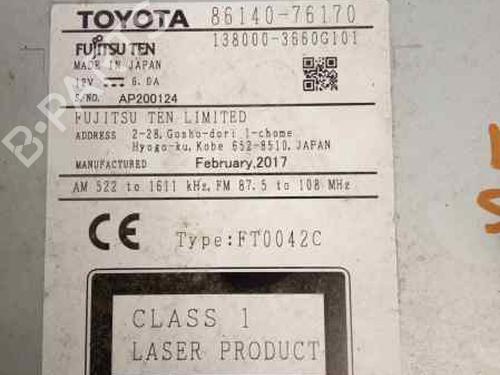 TOYOTA 86140-76170
FUJITSU TEN 138000-3660G101
MADE IN JAPAN
12V 6.0A
S/NO. AP200124
FUJITSU TEN LIMITED
ADDRESS 2-28, Gosho-dori 1-chome
Hyogo-ku, Kobe 652-8510, JAPAN
MANUFACTURED February,2017
AM 522 to 1611 kHz, FM 87.5 to 108 MHz
CE Type:FT0042C
CLASS 1
LASER PRODUCT
B-PARTS